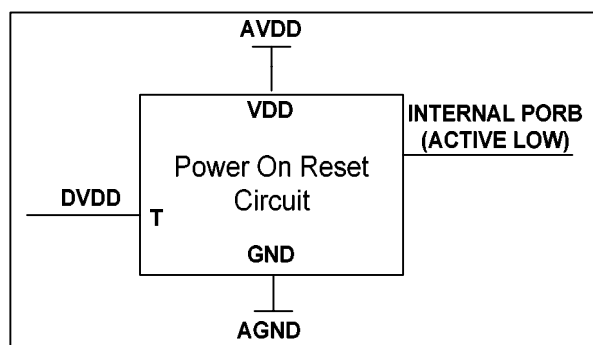 AVDD
VDD
INTERNAL PORB
(ACTIVE LOW)
Power On Reset
Circuit
DVDD
T
GND
AGND